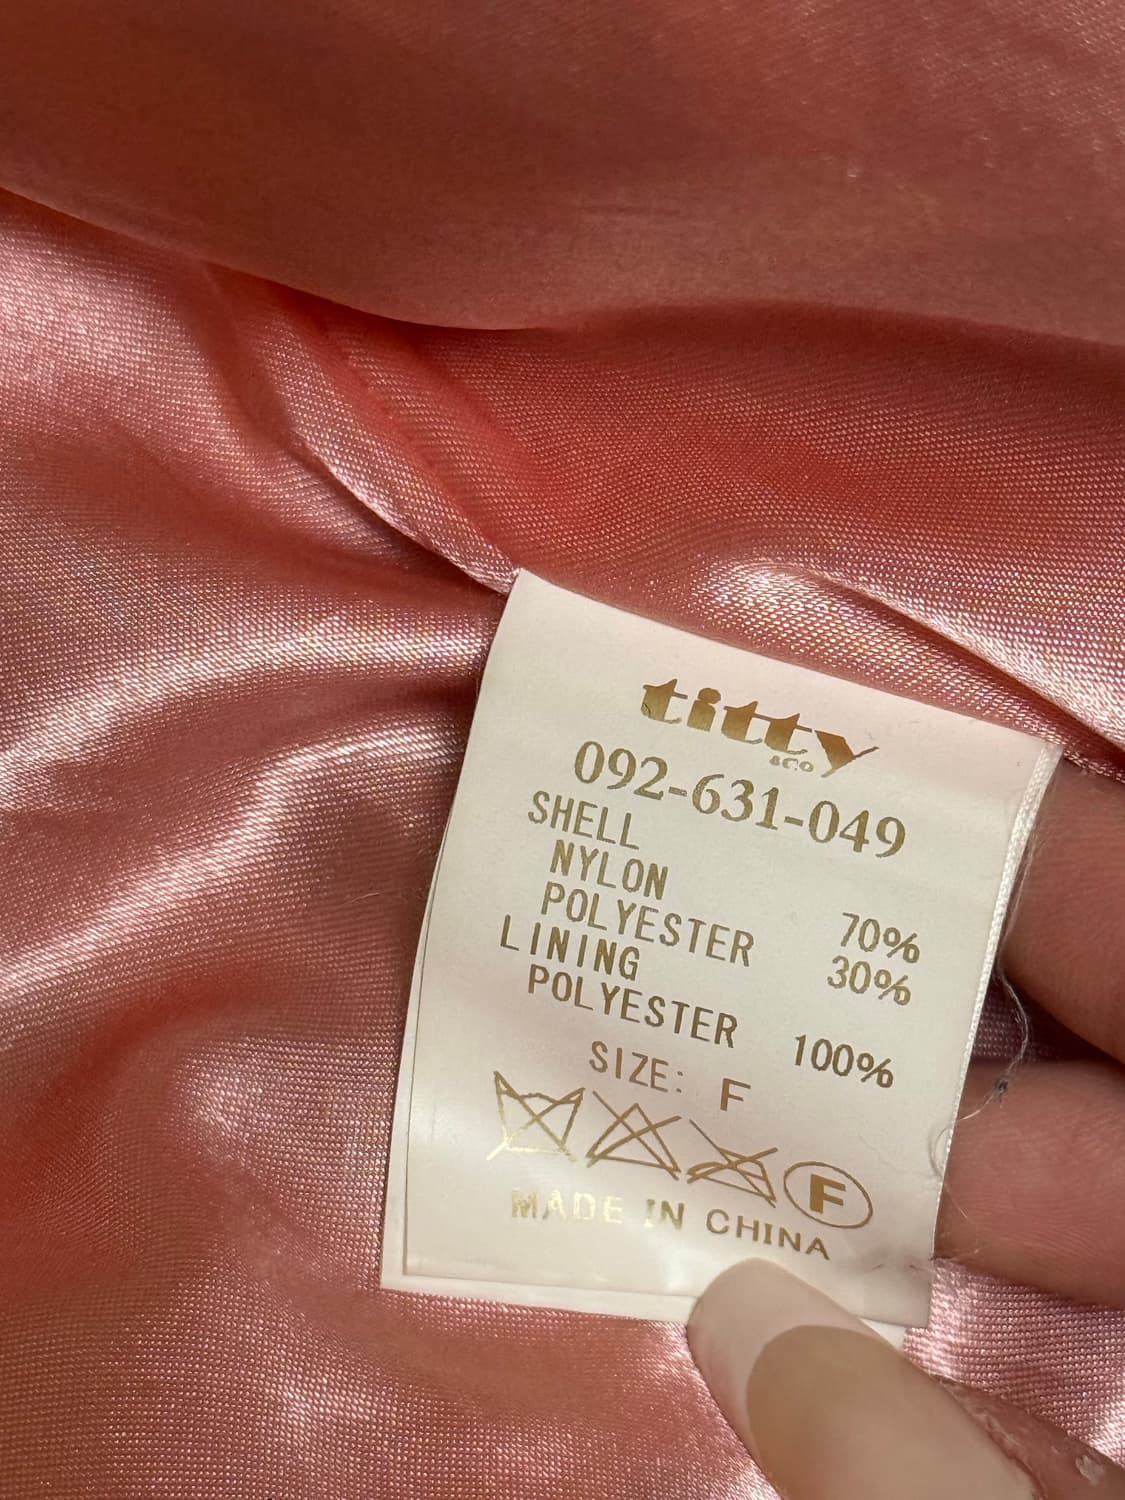 titty
&CO
092-631-049
SHELL
NYLON 70%
POLYESTER 30%
LINING
POLYESTER 100%
SIZE: F
F
MADE IN CHINA